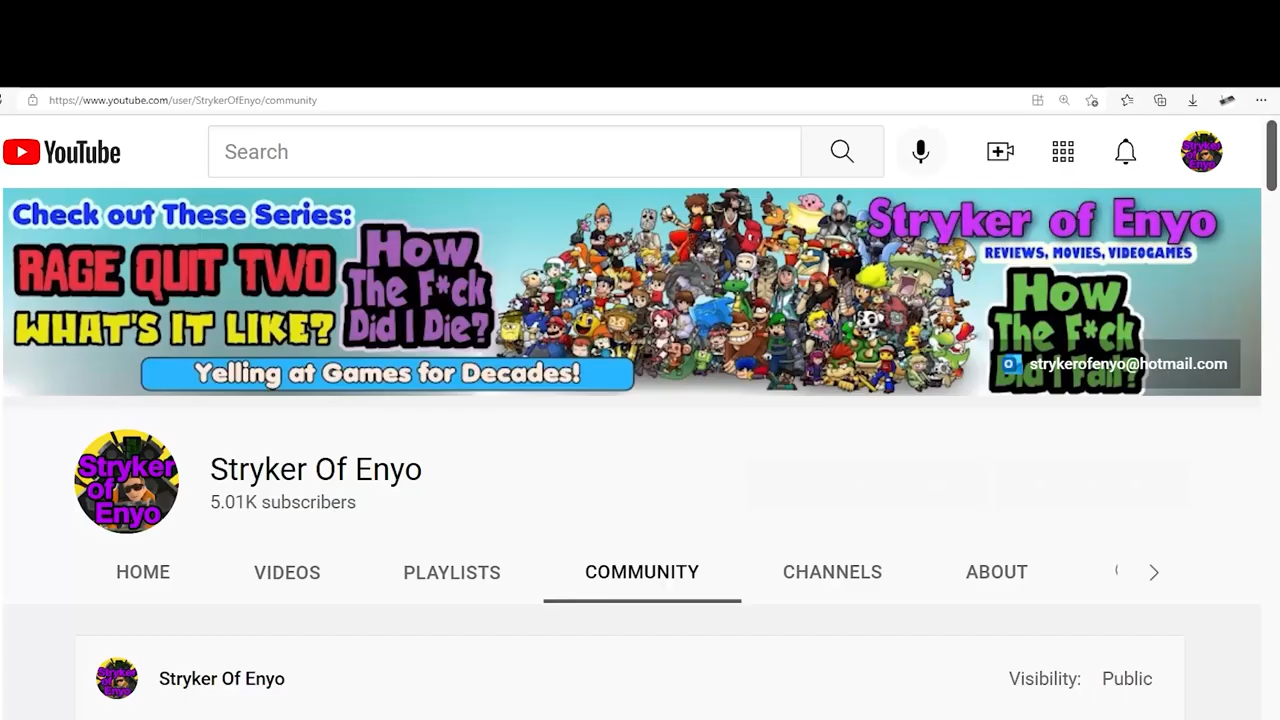 https://www.youtube.com/user/StrykerOfEnyo/community
YouTube
Search
Check out These Series:
RAGE QUIT TWO
WHAT'S IT LIKE?
How
The F*ck
Did I Die?
Yelling at Games for Decades!
Stryker of Enyo
REVIEWS, MOVIES, VIDEOGAMES
How
The F*ck
Did I Fail?
strykerofenyo@hotmail.com
Stryker
of
Enyo
Stryker Of Enyo
5.01K subscribers
HOME
VIDEOS
PLAYLISTS
COMMUNITY
CHANNELS
ABOUT
Stryker Of Enyo
Visibility: Public